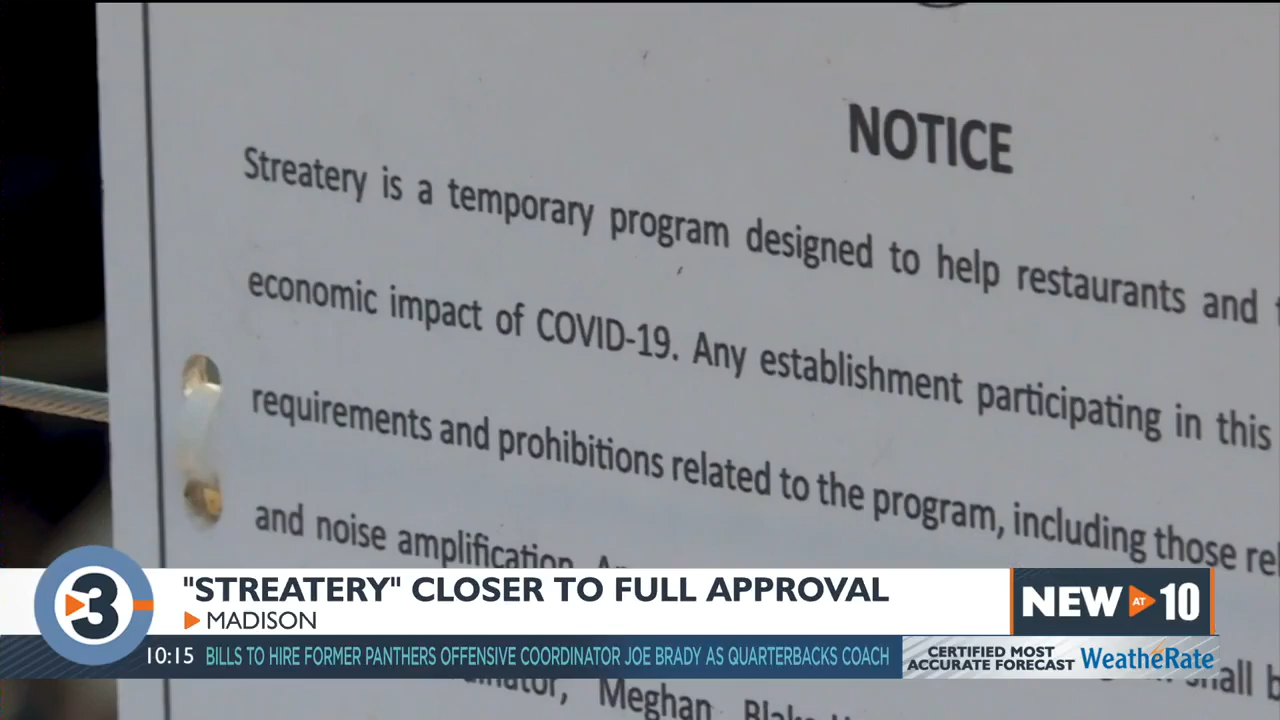 NOTICE
Streatery is a temporary program designed to help restaurants and
economic impact of COVID-19. Any establishment participating in this
requirements and prohibitions related to the program, including those
and noise amplification.
3 "STREATERY" CLOSER TO FULL APPROVAL
MADISON
NEW AT 10
10:15 BILLS TO HIRE FORMER PANTHERS OFFENSIVE COORDINATOR JOE BRADY AS QUARTERBACKS COACH
CERTIFIED MOST
ACCURATE FORECAST WeatheRate
Meghan